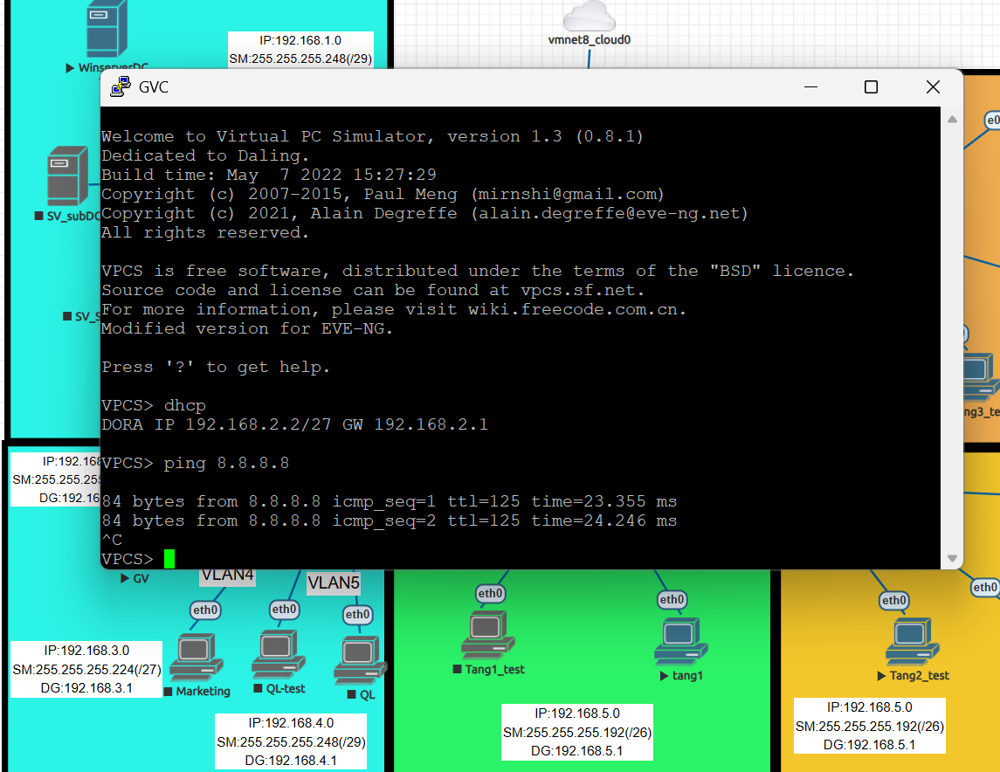 vmnet8_cloud0
IP:192.168.1.0
SM:255.255.255.248(/29)
WinserverDC
GVC
Welcome to Virtual PC Simulator, version 1.3 (0.8.1)
Dedicated to Daling.
Build time: May  7 2022 15:27:29
Copyright (c) 2007-2015, Paul Meng (mirnshi@gmail.com)
Copyright (c) 2021, Alain Degreffe (alain.degreffe@eve-ng.net)
All rights reserved.
VPCS is free software, distributed under the terms of the "BSD" licence.
Source code and license can be found at vpcs.sf.net.
For more information, please visit wiki.freecode.com.cn.
Modified version for EVE-NG.
Press '?' to get help.
VPCS> dhcp
DORA IP 192.168.2.2/27 GW 192.168.2.1
VPCS> ping 8.8.8.8
84 bytes from 8.8.8.8 icmp_seq=1 ttl=125 time=23.355 ms
84 bytes from 8.8.8.8 icmp_seq=2 ttl=125 time=24.246 ms
^C
VPCS>
e0
SV_subDC
SV_S
ng3_te
IP:192.168
SM:255.255.255
DG:192.16
GV
VLAN4
VLAN5
eth0
eth0
eth0
eth0
eth0
eth0
eth0
IP:192.168.3.0
SM:255.255.255.224(/27)
DG:192.168.3.1
Marketing
QL-test
QL
Tang1_test
tang1
Tang2_test
IP:192.168.4.0
SM:255.255.255.248(/29)
DG:192.168.4.1
IP:192.168.5.0
SM:255.255.255.192(/26)
DG:192.168.5.1
IP:192.168.5.0
SM:255.255.255.192(/26)
DG:192.168.5.1